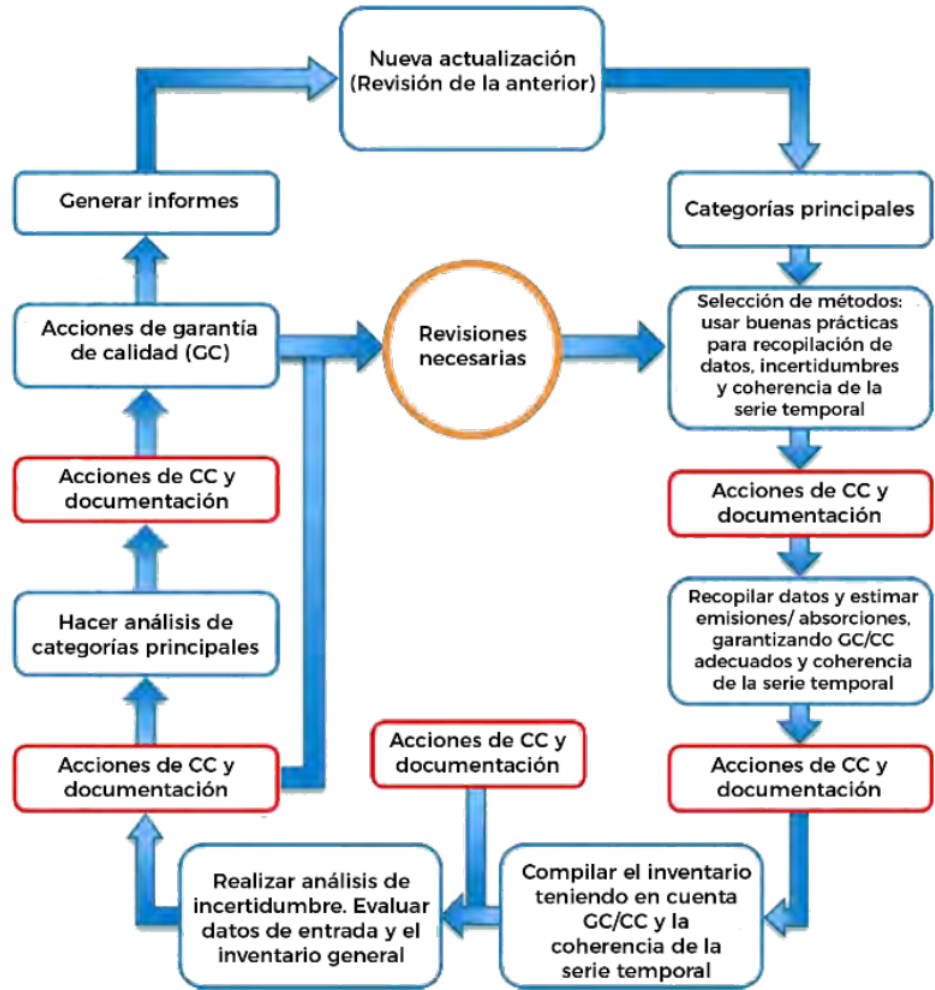 Nueva actualización
(Revisión de la anterior)
Generar informes
Categorías principales
Acciones de garantía
de calidad (GC)
Revisiones
necesarias
Selección de métodos:
usar buenas prácticas
para recopilación de
datos, incertidumbres
y coherencia de la
serie temporal
Acciones de CC y
documentación
Acciones de CC y
documentación
Hacer análisis de
categorías principales
Recopilar datos y estimar
emisiones/ absorciones,
garantizando GC/CC
adecuados y coherencia
de la serie temporal
Acciones de CC y
documentación
Acciones de CC y
documentación
Acciones de CC y
documentación
Realizar análisis de
incertidumbre. Evaluar
datos de entrada y el
inventario general
Compilar el inventario
teniendo en cuenta
GC/CC y la
coherencia de la
serie temporal